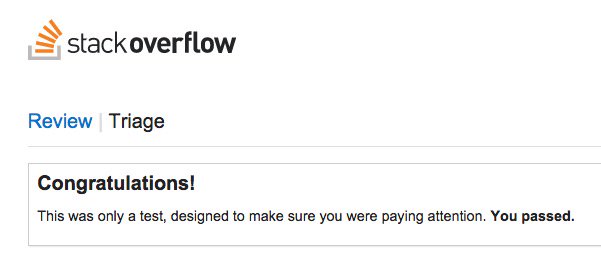 stackoverflow
Review | Triage
Congratulations!
This was only a test, designed to make sure you were paying attention. You passed.